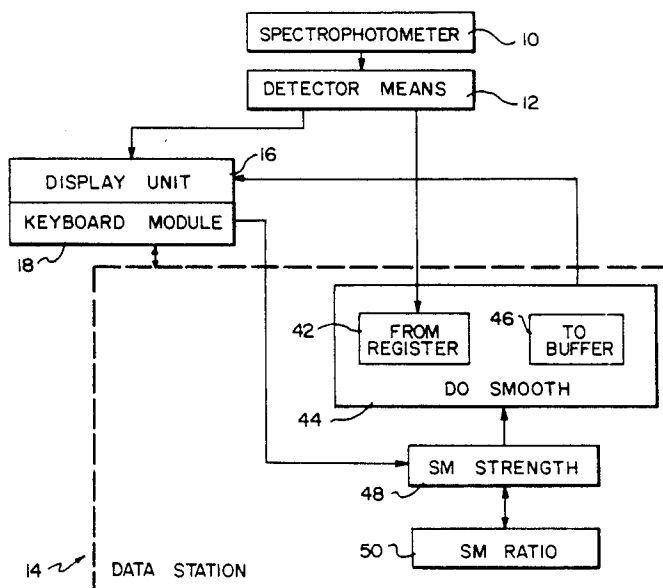 SPECTROPHOTOMETER
10
DETECTOR MEANS
12
16
DISPLAY UNIT
KEYBOARD MODULE
18
42
FROM
REGISTER
46
TO
BUFFER
DO SMOOTH
44
SM STRENGTH
48
50
SM RATIO
14
DATA STATION